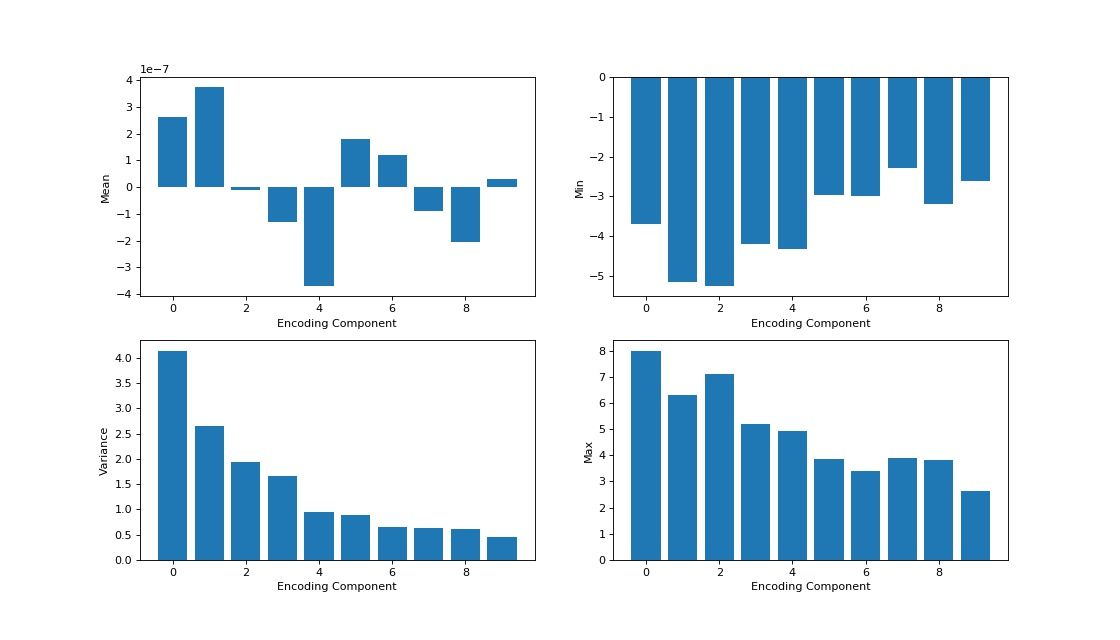 1e−7
4
3
2
1
0
−1
−2
−3
−4
Mean
0 2 4 6 8
Encoding Component
0
−1
−2
−3
−4
−5
Min
0 2 4 6 8
Encoding Component
4.0
3.5
3.0
2.5
2.0
1.5
1.0
0.5
0.0
Variance
0 2 4 6 8
Encoding Component
8
7
6
5
4
3
2
1
0
Max
0 2 4 6 8
Encoding Component